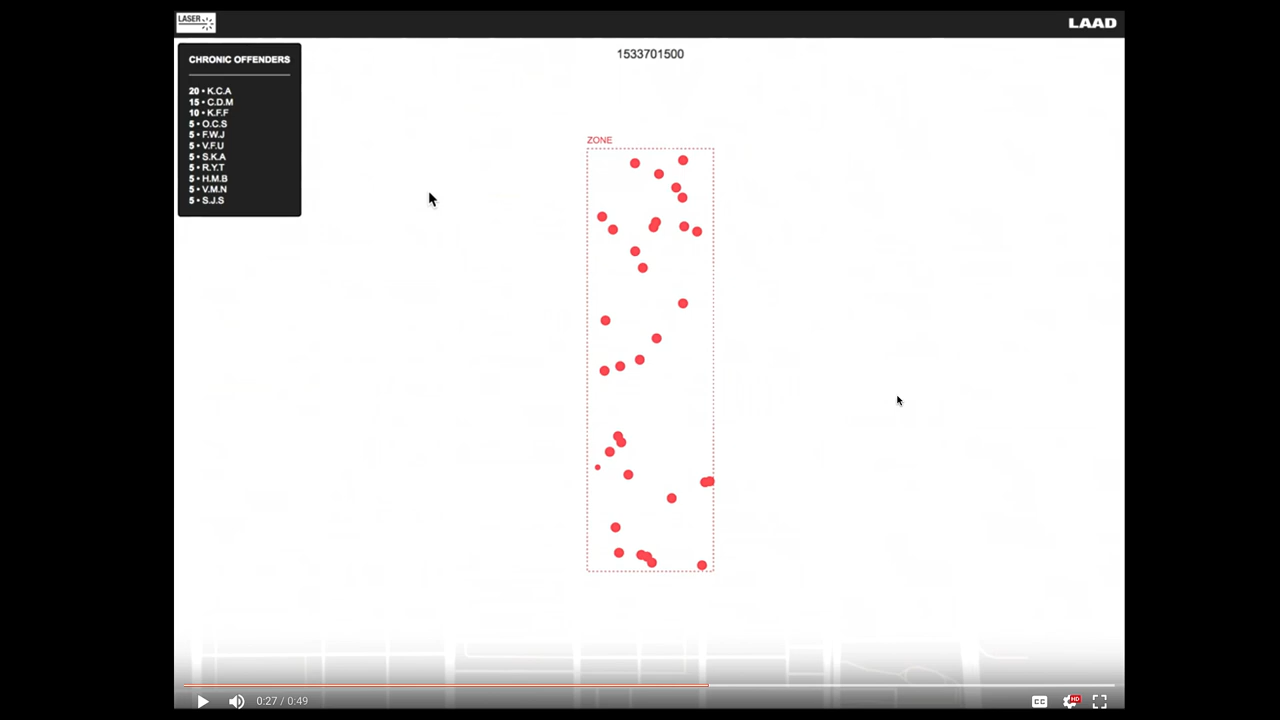 LASER
LAAD
CHRONIC OFFENDERS
20 • K.C.A
15 • C.D.M
10 • K.F.F
5 • O.C.S
5 • F.W.J
5 • V.F.U
5 • S.K.A
5 • R.Y.T
5 • H.M.B
5 • V.M.N
5 • S.J.S
1533701500
ZONE
0:27 / 0:49
CC
HD